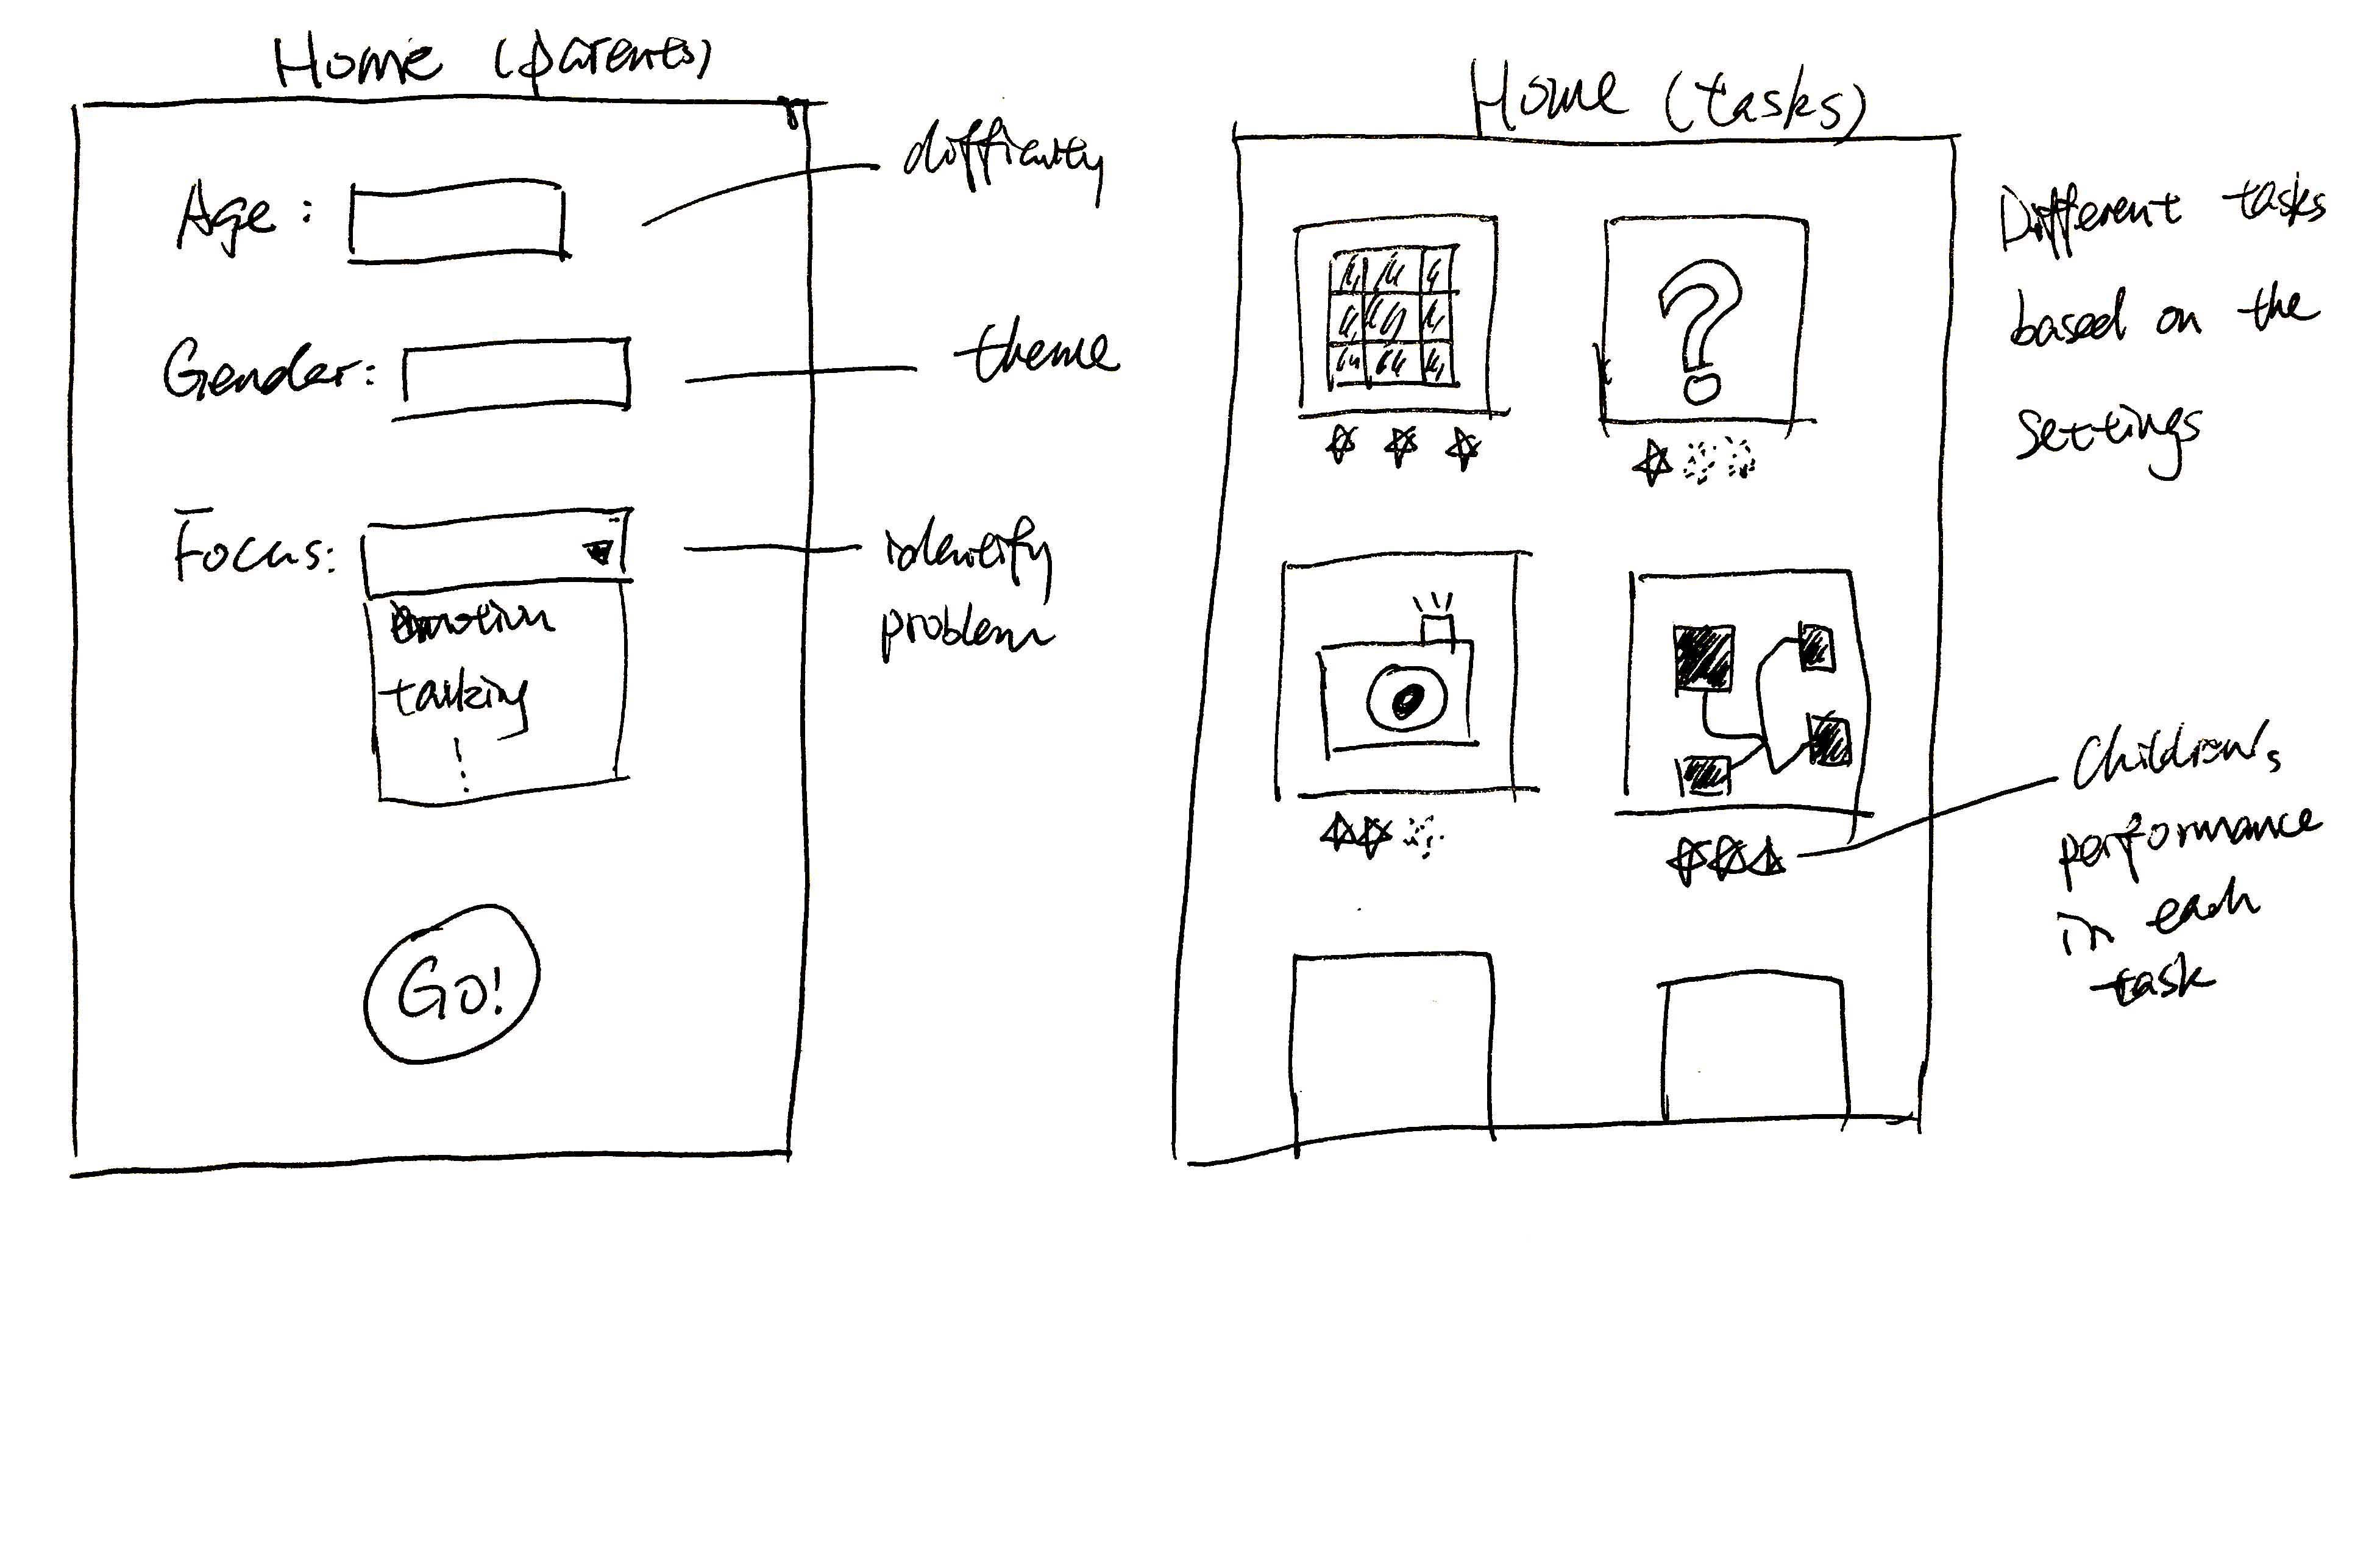 Home (parents)
Age :
difficulty
Gender:
theme
Focus:
emotion
talking
identify
problem
Go!
Home (tasks)
Different tasks
based on the
settings
Children's
performance
in each
task